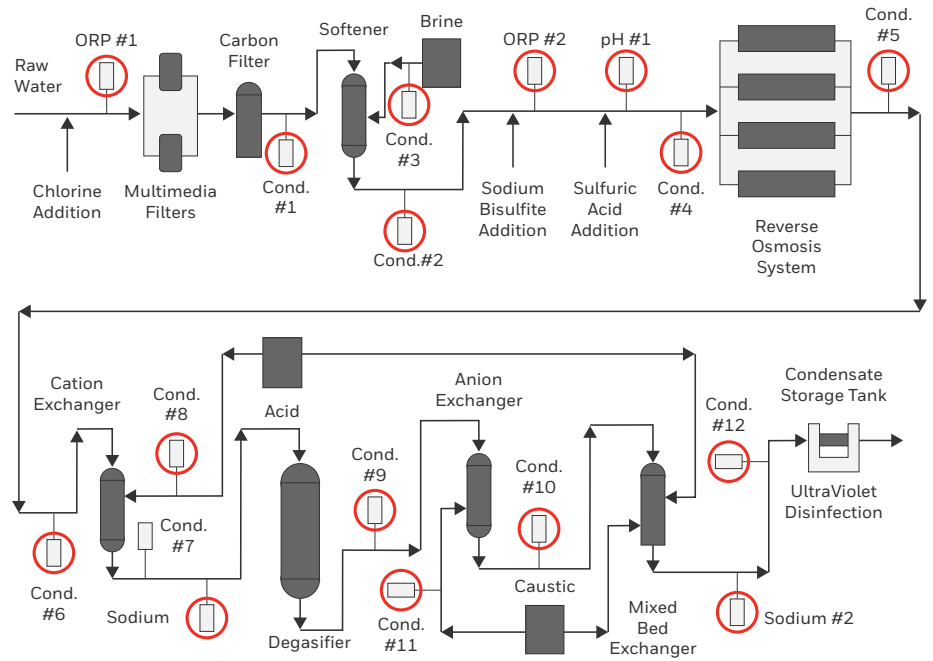 ORP #1
Raw
Water
Chlorine
Addition
Multimedia
Filters
Carbon
Filter
Cond.
#1
Softener
Brine
Cond.
#3
Cond.#2
ORP #2
Sodium
Bisulfite
Addition
pH #1
Sulfuric
Acid
Addition
Cond.
#4
Reverse
Osmosis
System
Cond.
#5
Cation
Exchanger
Cond.
#6
Cond.
#8
Cond.
#7
Sodium
Acid
Degasifier
Cond.
#9
Cond.
#11
Anion
Exchanger
Cond.
#10
Caustic
Mixed
Bed
Exchanger
Cond.
#12
Sodium #2
Condensate
Storage Tank
UltraViolet
Disinfection